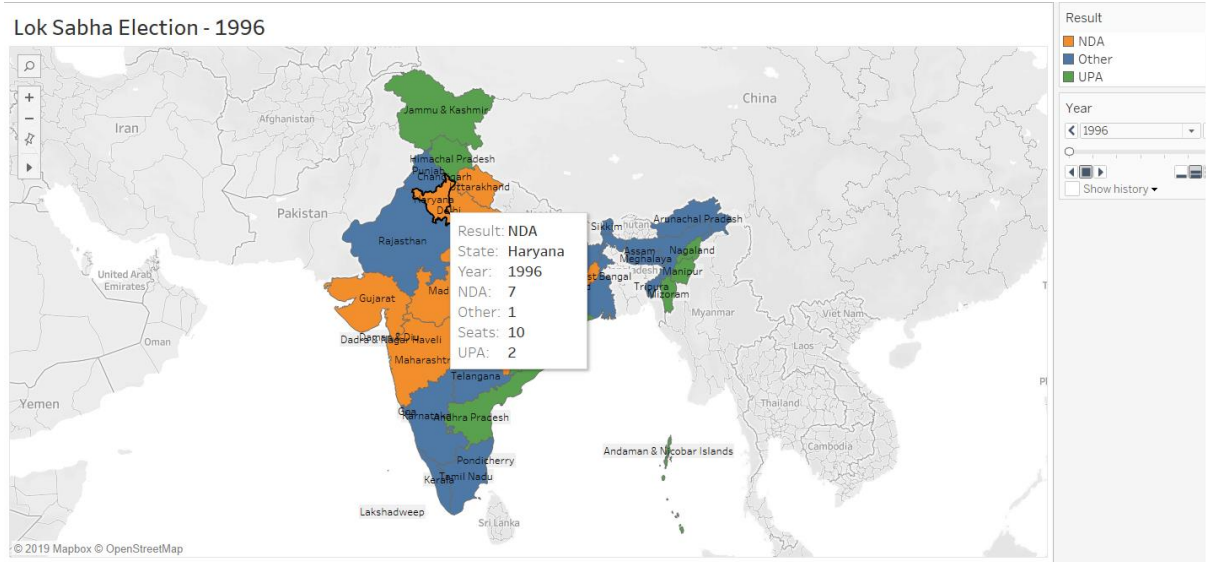 Lok Sabha Election - 1996
Result
NDA
Other
UPA
Year
1996
Show history
China
Iran
Afghanistan
Pakistan
United Arab
Emirates
Oman
Yemen
Jammu & Kashmir
Himachal Pradesh
Punjab
Chandigarh
Uttarakhand
Haryana
Delhi
Rajasthan
Sikkim
Arunachal Pradesh
Assam
Nagaland
Meghalaya
Manipur
Tripura
Mizoram
Gujarat
Dadra & Nagar Haveli
Daman & Diu
Maharashtr
Telangana
Goa
Karnataka
Andhra Pradesh
Pondicherry
Kerala
Tamil Nadu
Lakshadweep
Andaman & Nicobar Islands
Sri Lanka
Myanmar
Viet Nam
Laos
Thailand
Cambodia
Result: NDA
State: Haryana
Year: 1996
NDA: 7
Other: 1
Seats: 10
UPA: 2
© 2019 Mapbox © OpenStreetMap